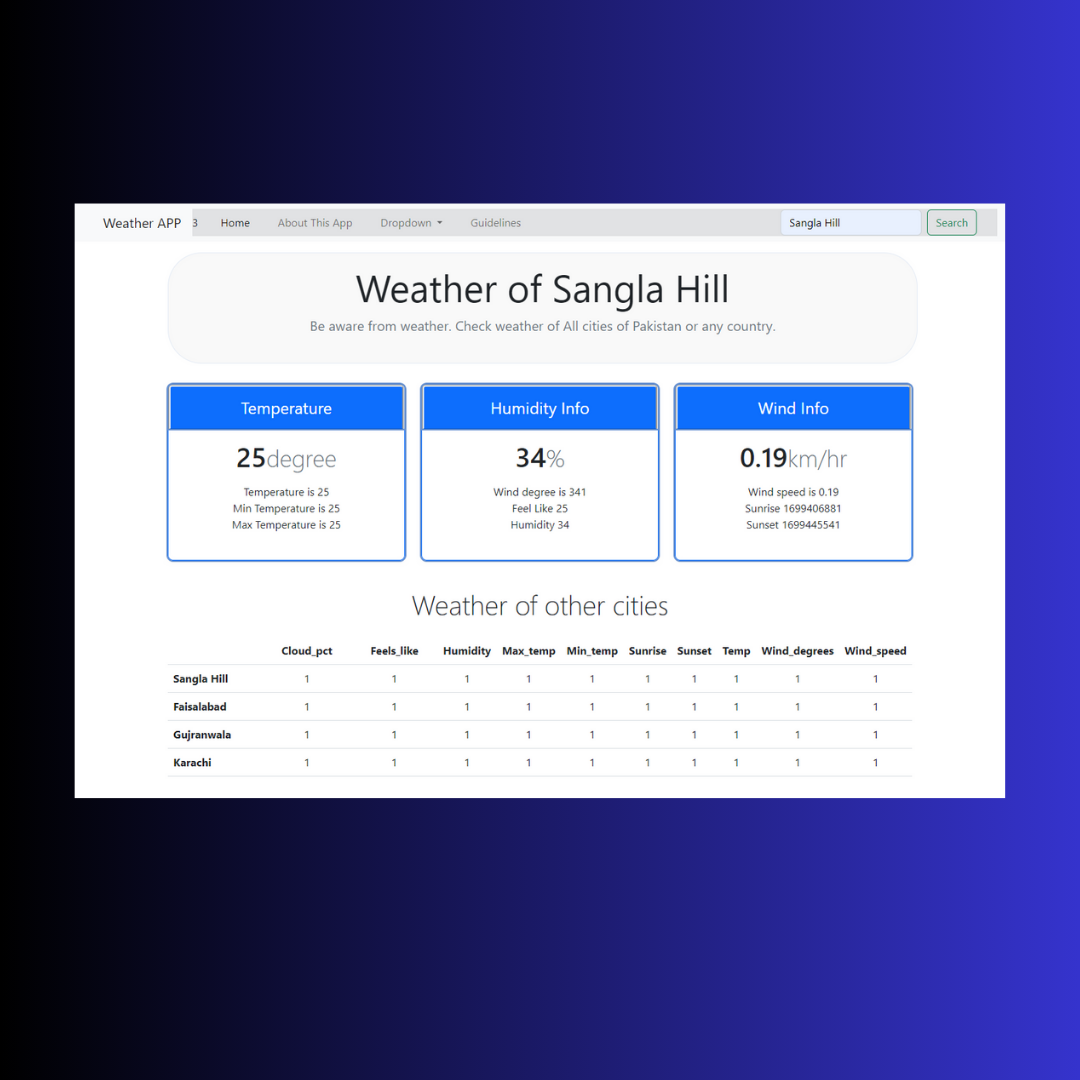 Weather APP 3 Home About This App Dropdown Guidelines Sangla Hill Search
Weather of Sangla Hill
Be aware from weather. Check weather of All cities of Pakistan or any country.
Temperature
25degree
Temperature is 25
Min Temperature is 25
Max Temperature is 25
Humidity Info
34%
Wind degree is 341
Feel Like 25
Humidity 34
Wind Info
0.19km/hr
Wind speed is 0.19
Sunrise 1699406881
Sunset 1699445541
Weather of other cities
Cloud_pct Feels_like Humidity Max_temp Min_temp Sunrise Sunset Temp Wind_degrees Wind_speed
Sangla Hill 1 1 1 1 1 1 1 1 1 1
Faisalabad 1 1 1 1 1 1 1 1 1 1
Gujranwala 1 1 1 1 1 1 1 1 1 1
Karachi 1 1 1 1 1 1 1 1 1 1